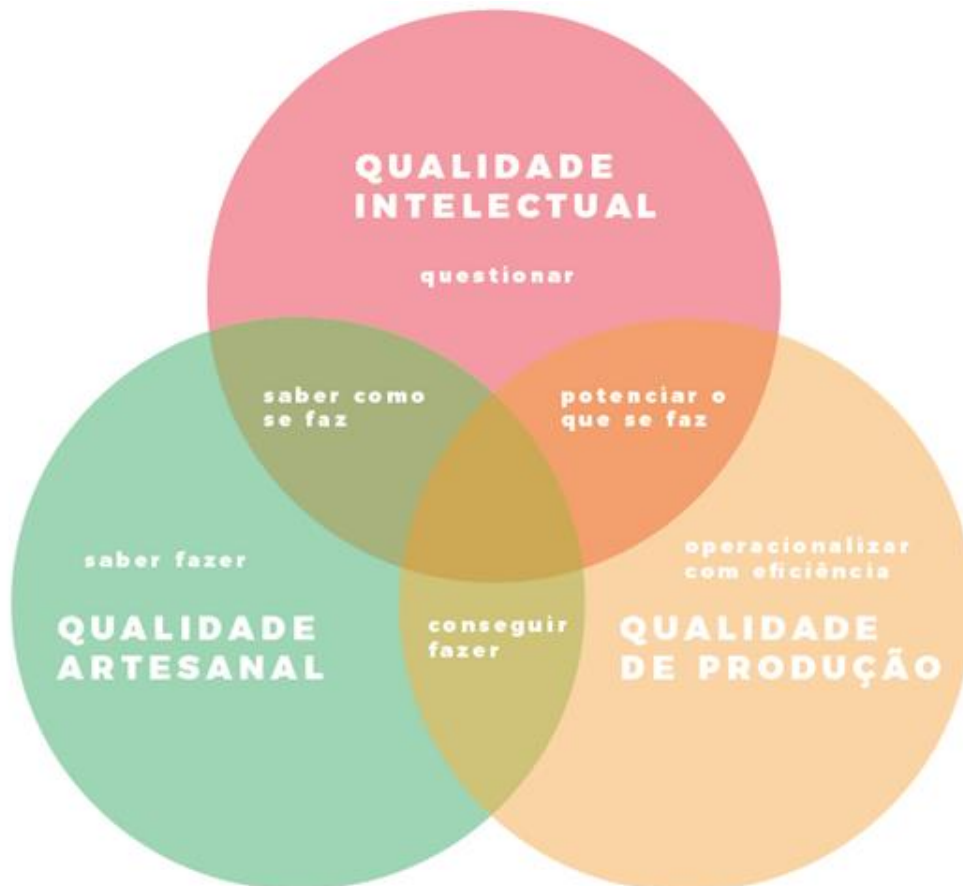 QUALIDADE
INTELECTUAL
questionar
saber como
se faz
potenciar o
que se faz
saber fazer
QUALIDADE
ARTESANAL
conseguir
fazer
operacionalizar
com eficiência
QUALIDADE
DE PRODUÇÃO